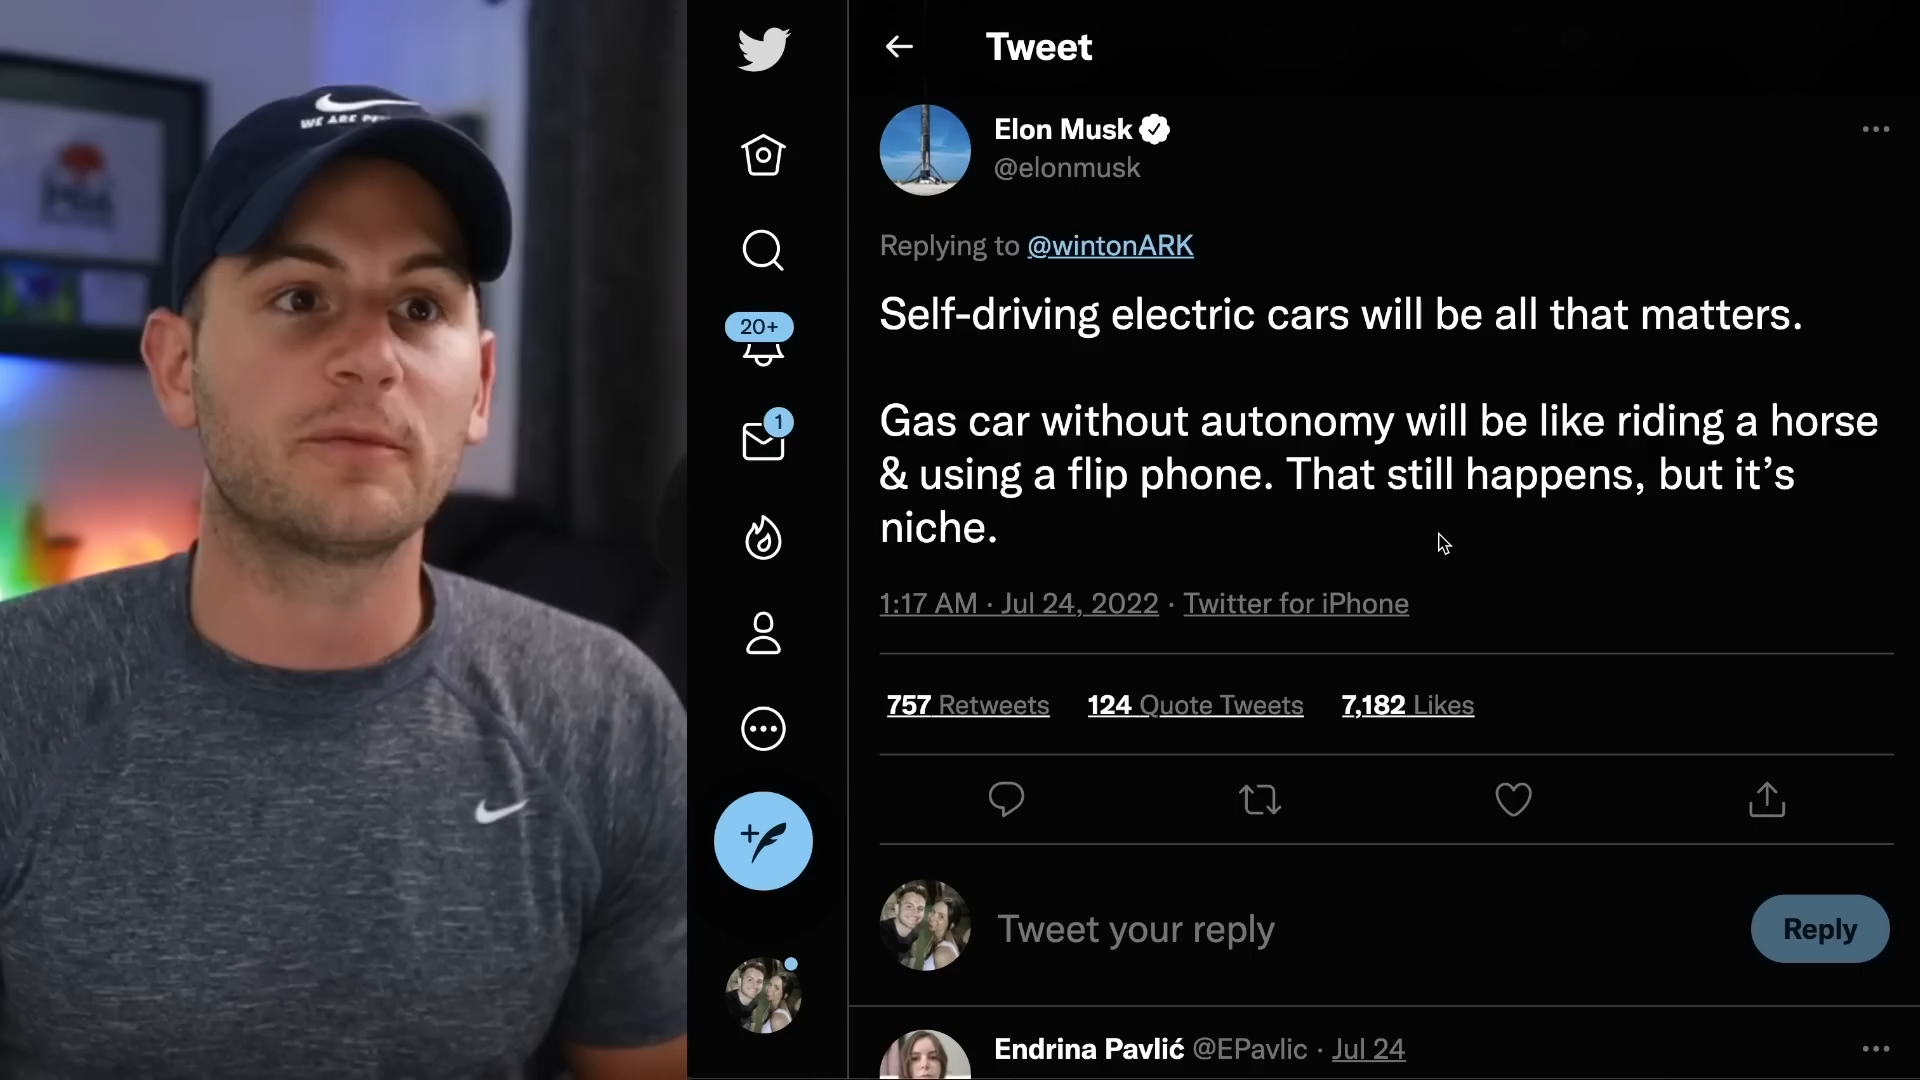 WE ARE
Tweet
Elon Musk
@elonmusk
Replying to @wintonARK
Self-driving electric cars will be all that matters.
Gas car without autonomy will be like riding a horse
& using a flip phone. That still happens, but it’s
niche.
1:17 AM · Jul 24, 2022 · Twitter for iPhone
757 Retweets 124 Quote Tweets 7,182 Likes
20+
1
Tweet your reply
Reply
Endrina Pavlić @EPavlic · Jul 24